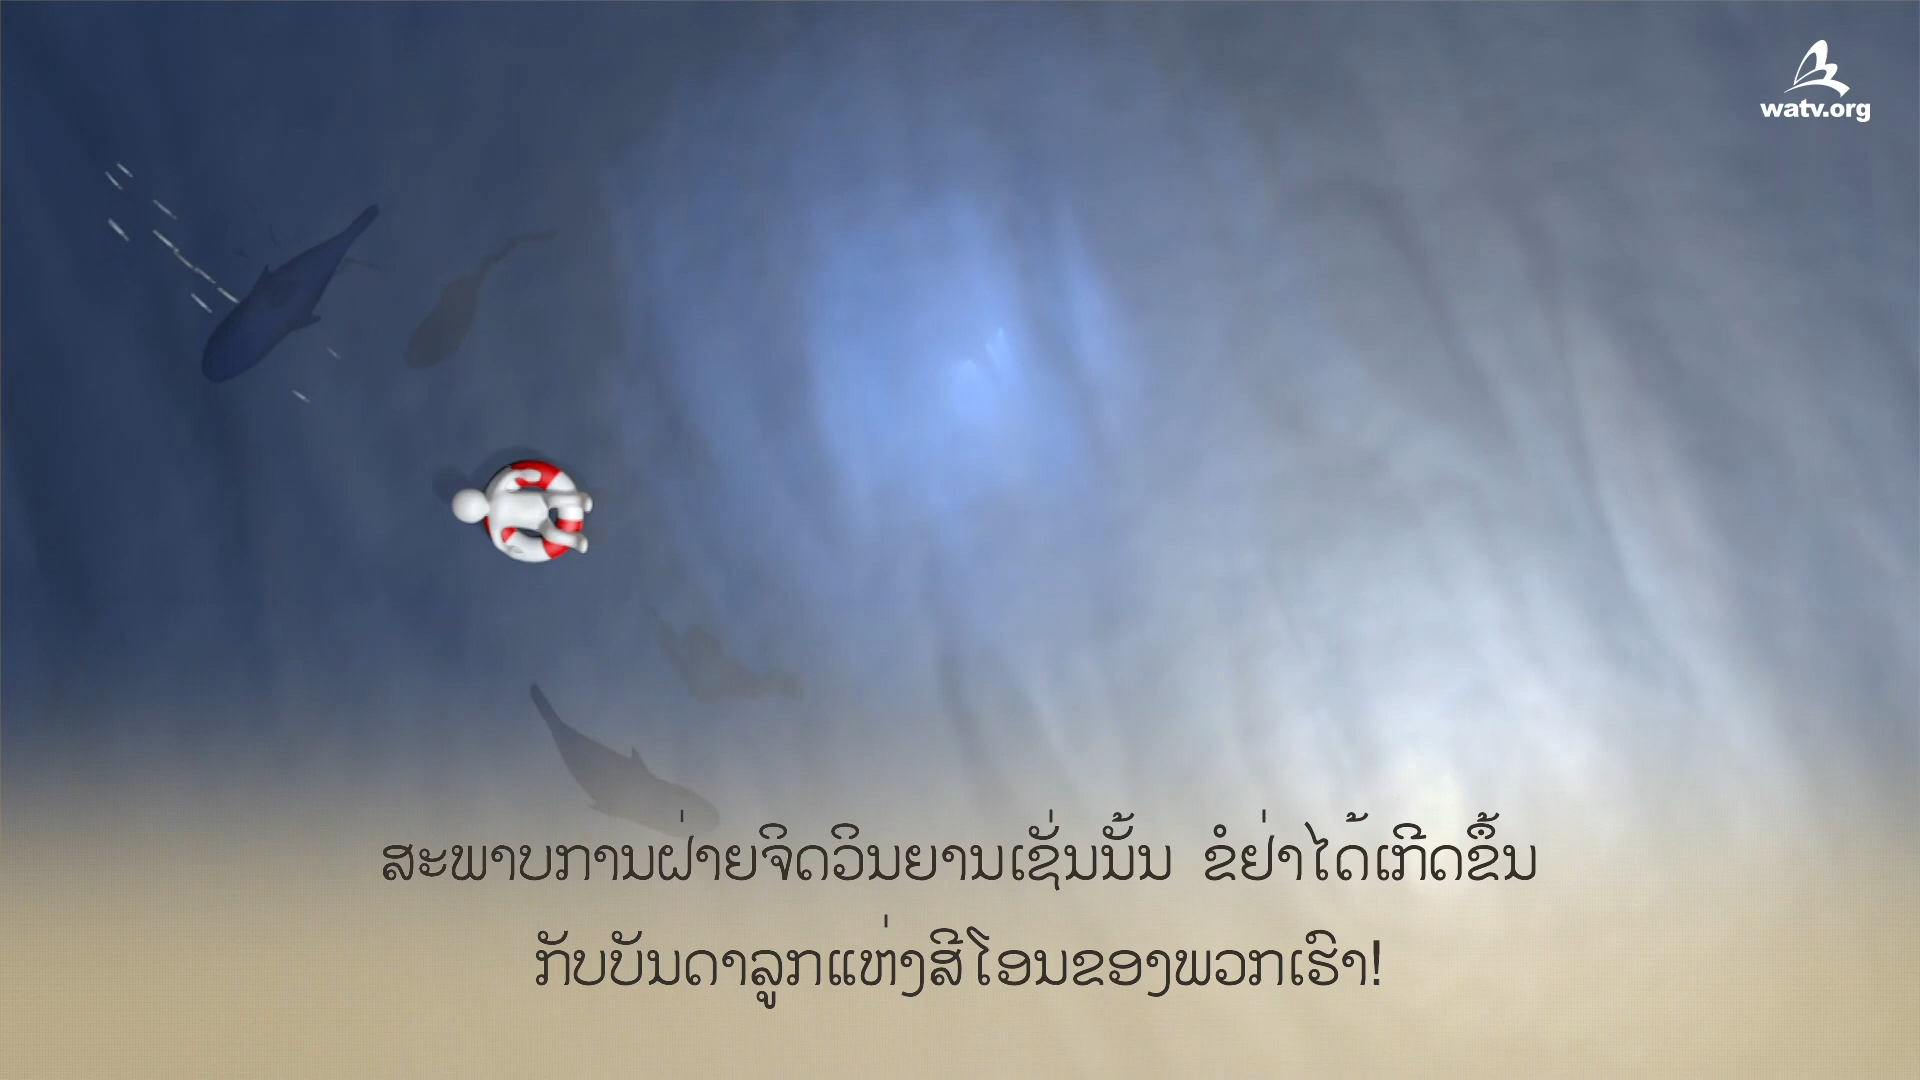 watv.org
ສະພາບການຝ່າຍຈິດວິນຍານເຊັ່ນນັ້ນ ຂໍຢ່າໄດ້ເກີດຂຶ້ນ
ກັບບັນດາລູກແຫ່ງສີໂອນຂອງພວກເຮົາ!